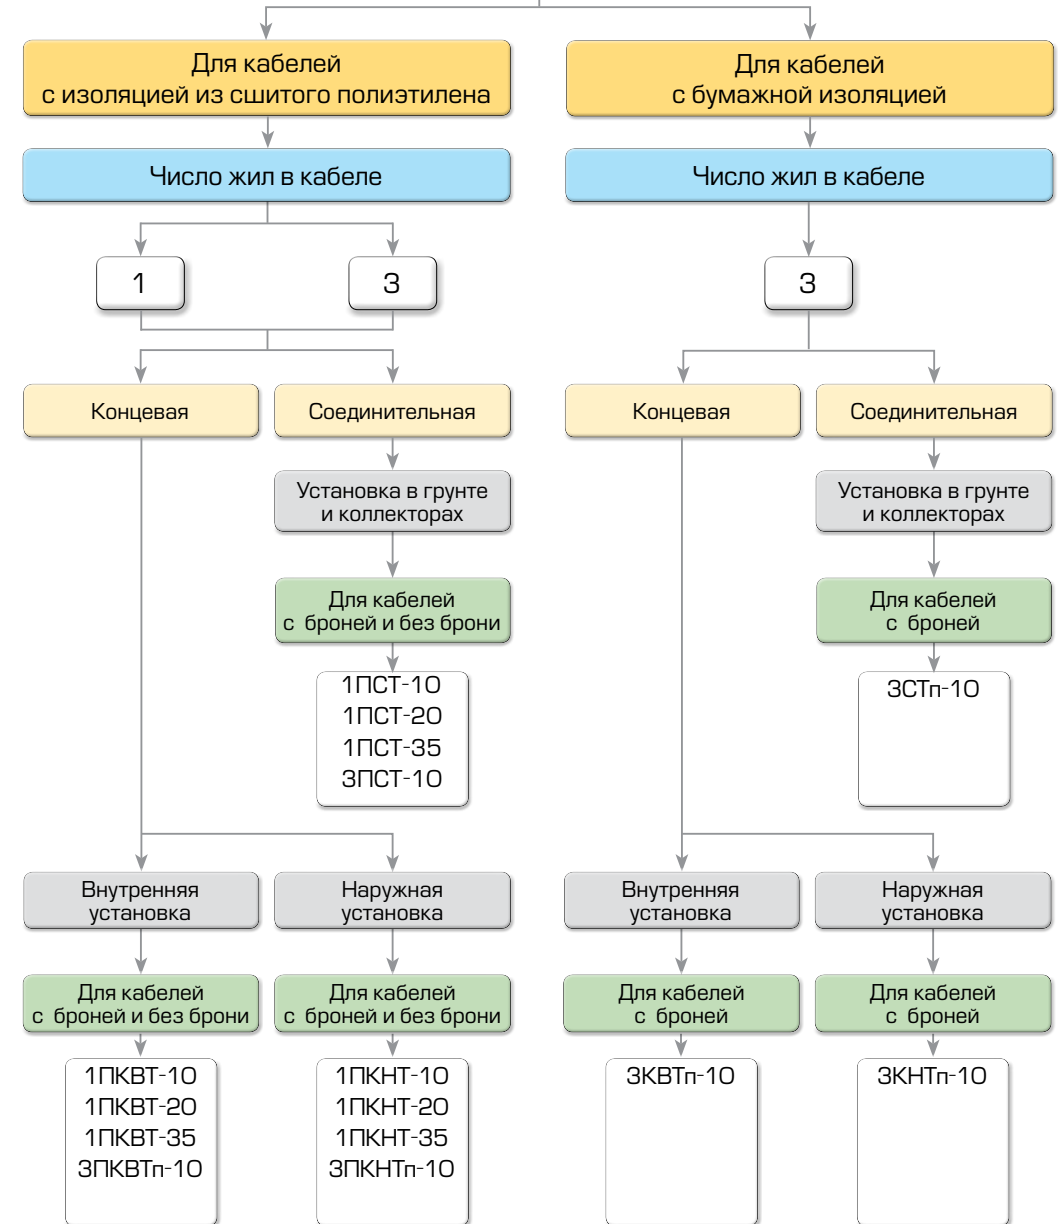 Для кабелей
с изоляцией из сшитого полиэтилена
Для кабелей
с бумажной изоляцией
Число жил в кабеле
Число жил в кабеле
1
3
3
Концевая
Соединительная
Концевая
Соединительная
Установка в грунте
и коллекторах
Установка в грунте
и коллекторах
Для кабелей
с броней и без брони
Для кабелей
с броней
1ПСТ-10
1ПСТ-20
1ПСТ-35
3ПСТ-10
3СТп-10
Внутренняя
установка
Наружная
установка
Внутренняя
установка
Наружная
установка
Для кабелей
с броней и без брони
Для кабелей
с броней и без брони
Для кабелей
с броней
Для кабелей
с броней
1ПКВТ-10
1ПКВТ-20
1ПКВТ-35
3ПКВТп-10
1ПКНТ-10
1ПКНТ-20
1ПКНТ-35
3ПКНТп-10
3КВТп-10
3КНТп-10